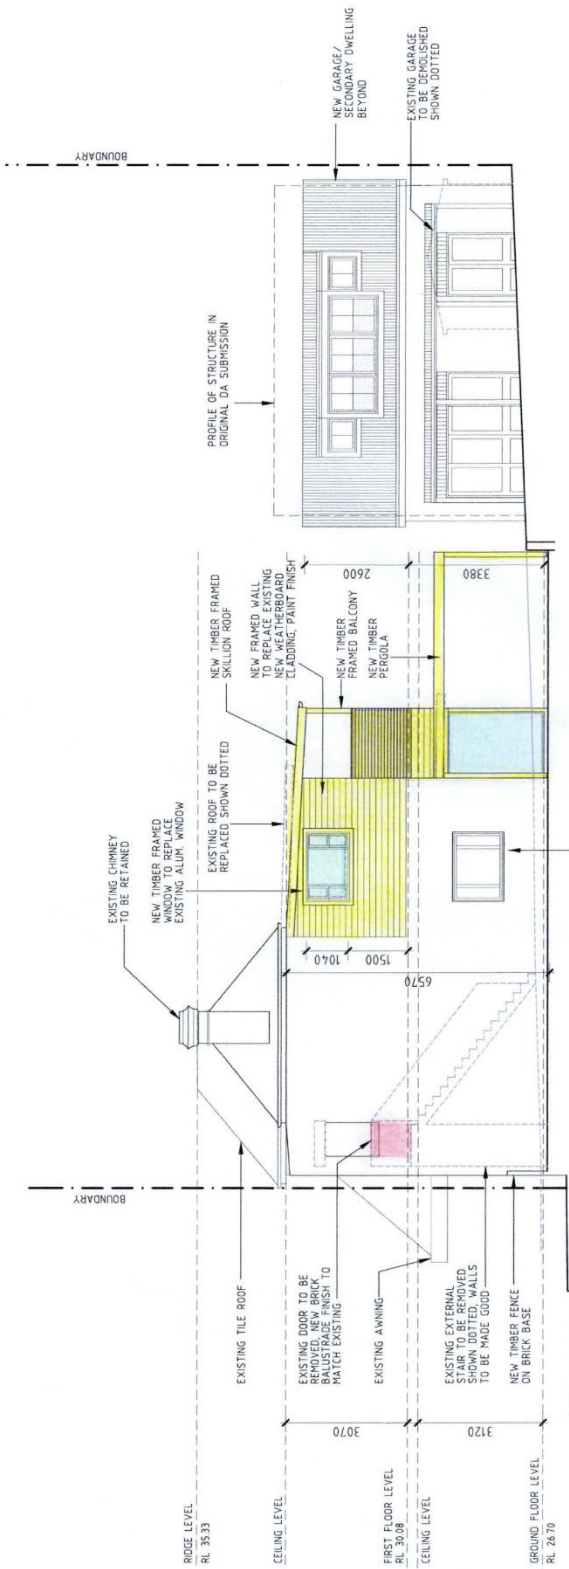 RIDGE LEVEL
RL 35.33
CEILING LEVEL
FIRST FLOOR LEVEL
RL 30.08
CEILING LEVEL
GROUND FLOOR LEVEL
RL 26.70
3070
3120
BOUNDARY
EXISTING TILE ROOF
EXISTING DOOR TO BE
REMOVED, NEW BRICK
BALUSTRADE FINISH TO
MATCH EXISTING
EXISTING AWNING
EXISTING EXTERNAL
STAIR TO BE REMOVED
SHOWN DOTTED, WALLS
TO BE MADE GOOD
NEW TIMBER FENCE
ON BRICK BASE
EXISTING CHIMNEY
TO BE RETAINED
NEW TIMBER FRAMED
WINDOW TO REPLACE
EXISTING ALUM. WINDOW
EXISTING ROOF TO BE
REPLACED SHOWN DOTTED
6570
1040
1500
NEW TIMBER FRAMED
SKILLION ROOF
NEW FRAMED WALL
TO REPLACE EXISTING
NEW WEATHERBOARD
CLADDING, PAINT FINISH
NEW TIMBER
FRAMED BALCONY
NEW TIMBER
PERGOLA
2600
3380
PROFILE OF STRUCTURE IN
ORIGINAL DA SUBMISSION
BOUNDARY
NEW GARAGE/
SECONDARY DWELLING
BEYOND
EXISTING GARAGE
TO BE DEMOLISHED
SHOWN DOTTED